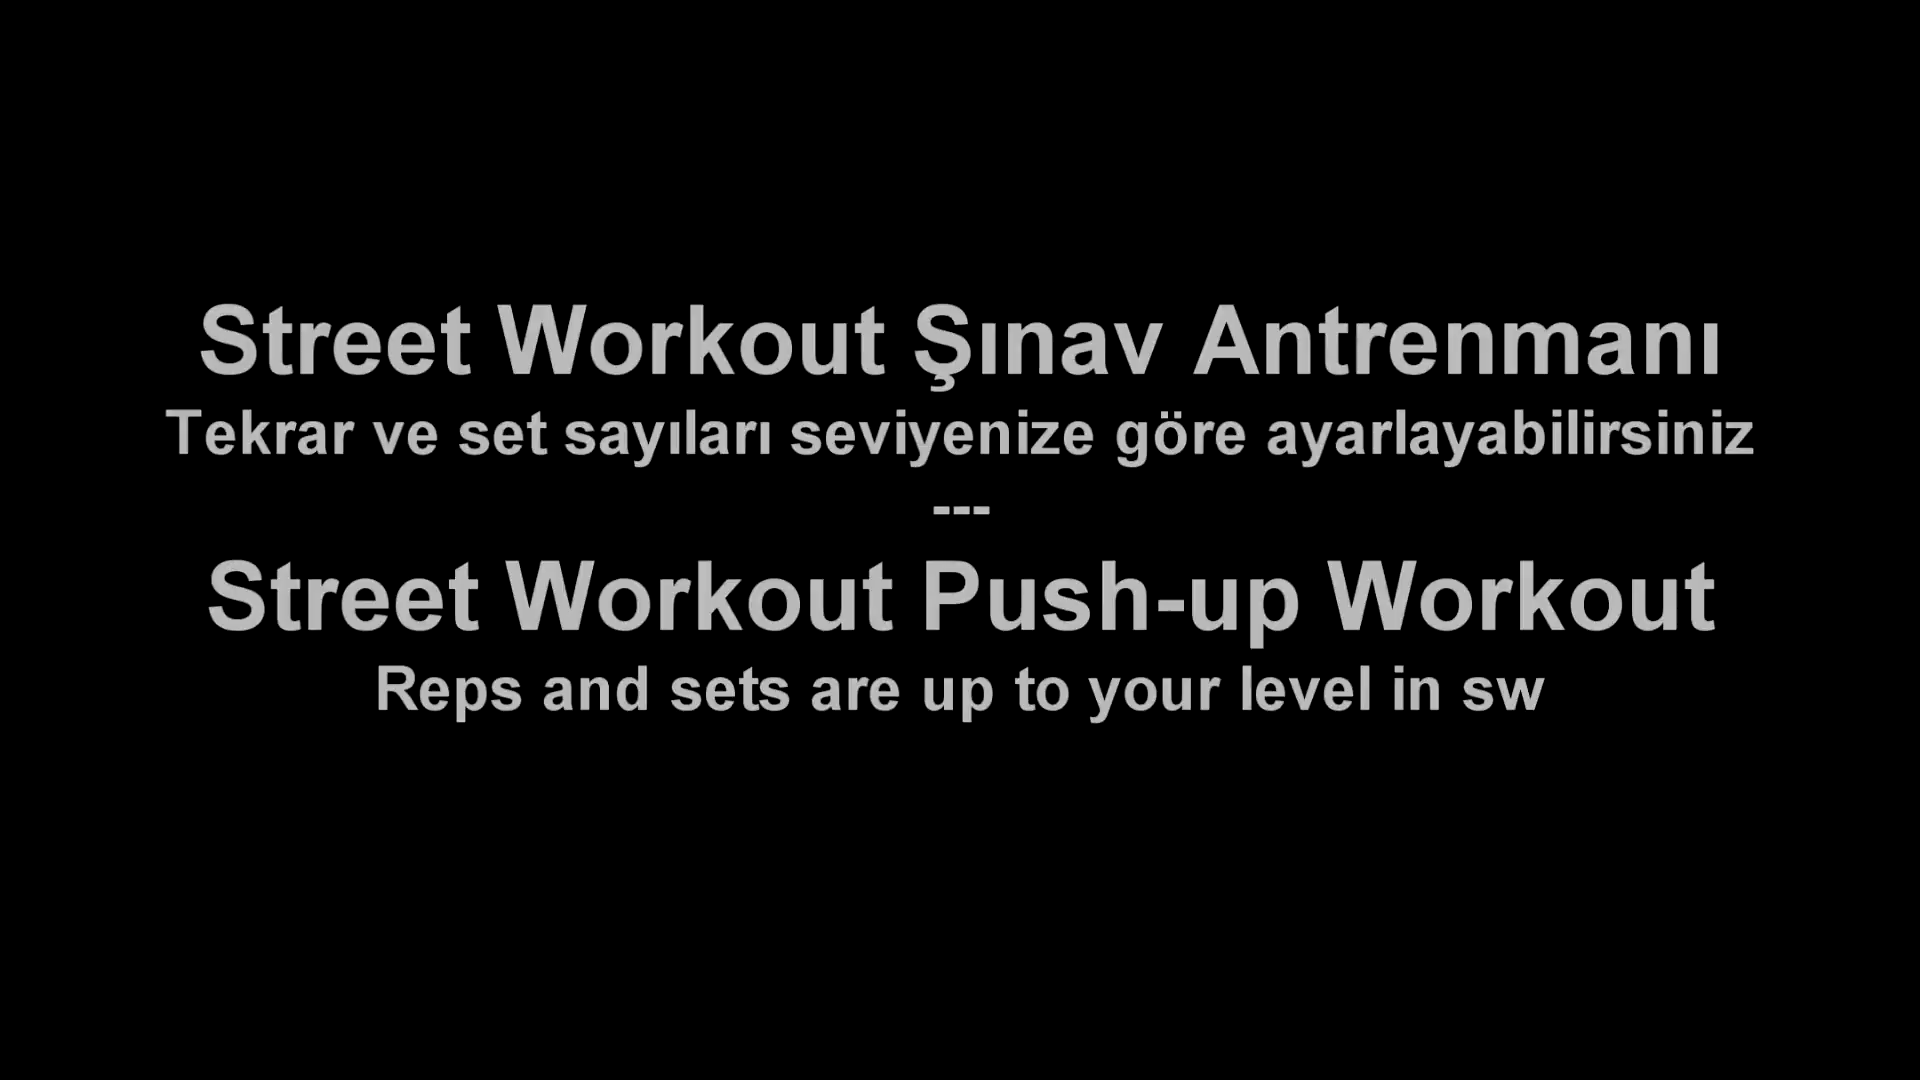 Street Workout Şınav Antrenmanı
Tekrar ve set sayıları seviyenize göre ayarlayabilirsiniz
---
Street Workout Push-up Workout
Reps and sets are up to your level in sw